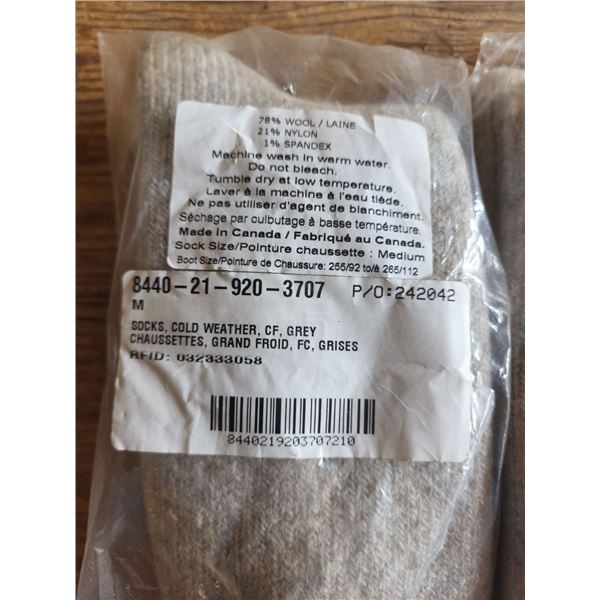 78% WOOL / LAINE
21% NYLON
1% SPANDEX
Machine wash in warm water.
Do not bleach.
Tumble dry at low temperature.
Laver à la machine à l'eau tiède.
Ne pas utiliser d'agent de blanchiment.
Séchage par culbutage à basse température.
Made in Canada / Fabriqué au Canada.
Sock Size/Pointure chaussette : Medium
Boot Size/Pointure de Chaussure: 255/92 to/à 265/112
8440-21-920-3707 P/O:242042
M
SOCKS, COLD WEATHER, CF, GREY
CHAUSSETTES, GRAND FROID, FC, GRISES
RFID: 032333058
8440219203707210